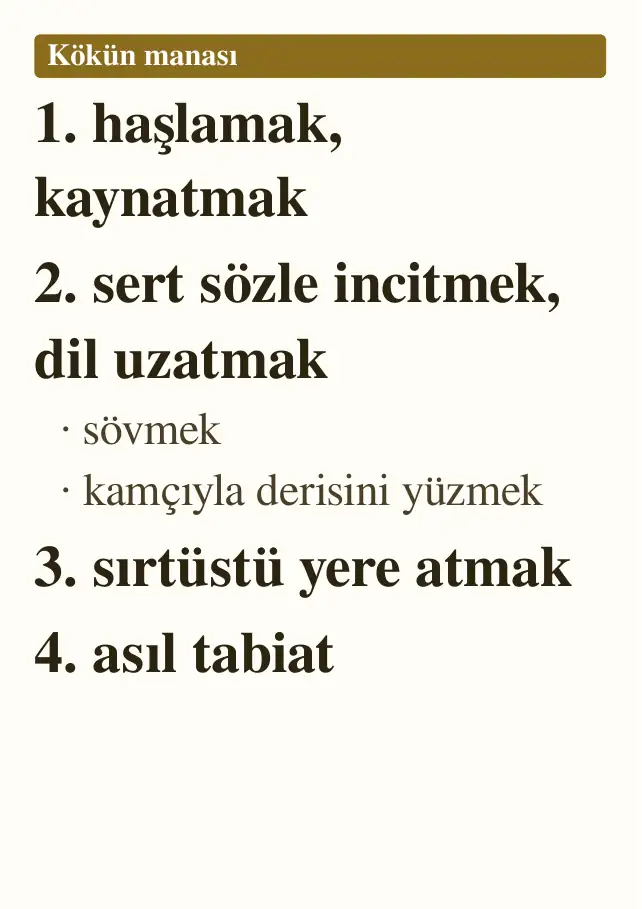 Kökün manası
1. haşlamak,
kaynatmak
2. sert sözle incitmek,
dil uzatmak
· sövmek
· kamçıyla derisini yüzmek
3. sırtüstü yere atmak
4. asıl tabiat